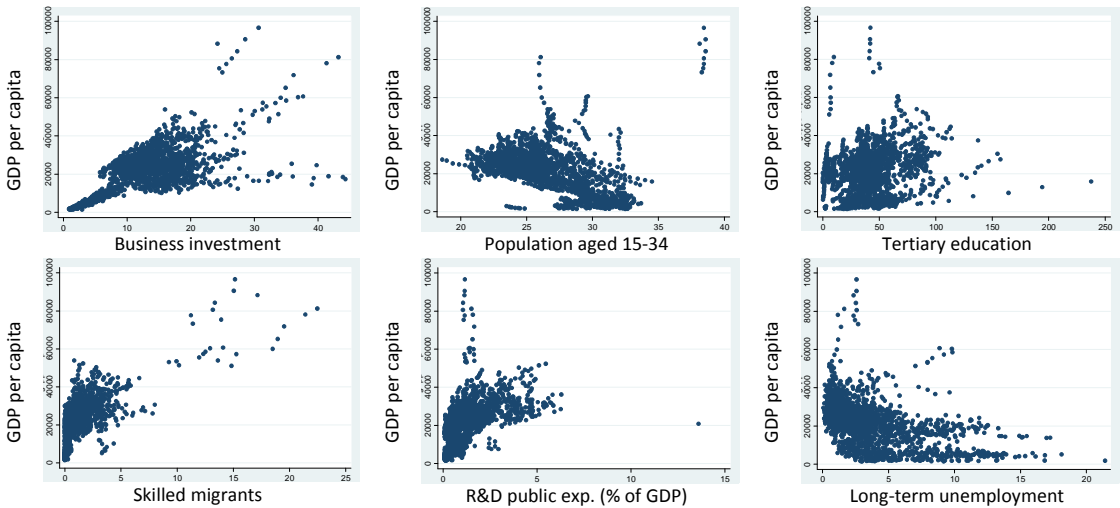 GDP per capita
0 20000 40000 60000 80000 100000
0 10 20 30 40
Business investment
GDP per capita
0 20000 40000 60000 80000 100000
20 25 30 35 40
Population aged 15-34
GDP per capita
0 20000 40000 60000 80000 100000
0 50 100 150 200 250
Tertiary education
GDP per capita
0 20000 40000 60000 80000 100000
0 5 10 15 20 25
Skilled migrants
GDP per capita
0 20000 40000 60000 80000 100000
0 5 10 15
R&D public exp. (% of GDP)
GDP per capita
0 20000 40000 60000 80000 100000
0 5 10 15 20
Long-term unemployment